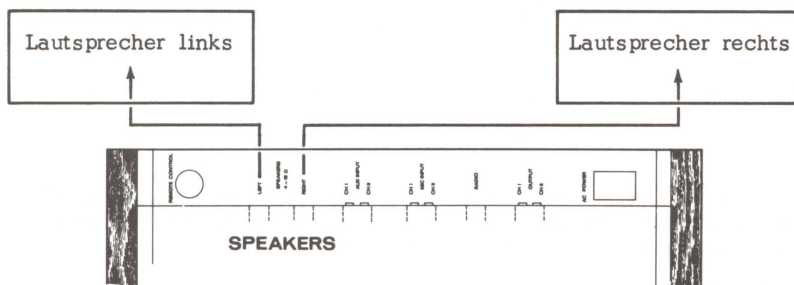 Lautsprecher links
Lautsprecher rechts
REMOTE CONTROL
LEFT
SPEAKERS
4-16 Ω
RIGHT
CH 1
AUX INPUT
CH 2
CH 1
MIC INPUT
CH 2
RADIO
CH 1
OUTPUT
CH 2
AC POWER
SPEAKERS